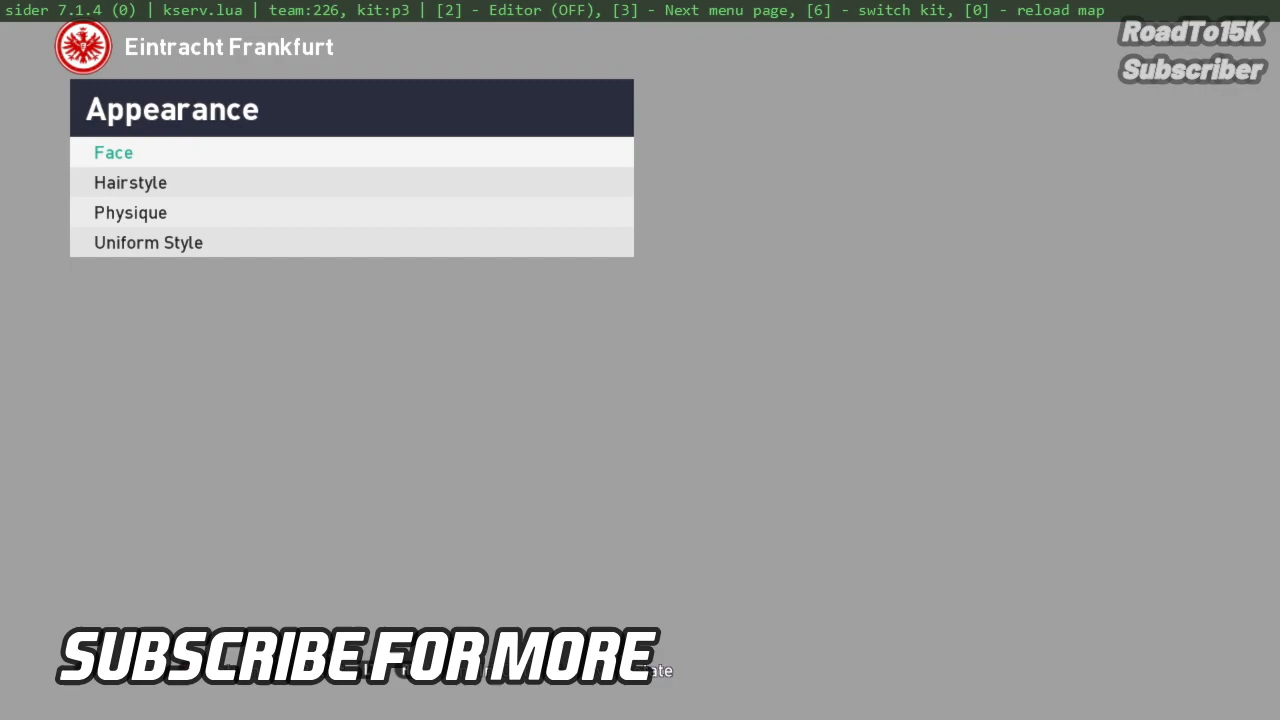 sider 7.1.4 (0) | kserv.lua | team:226, kit:p3 | [2] - Editor (OFF), [3] - Next menu page, [6] - switch kit, [0] - reload map
RoadTo15K
Subscriber
Eintracht Frankfurt
Appearance
Face
Hairstyle
Physique
Uniform Style
SUBSCRIBE FOR MORE